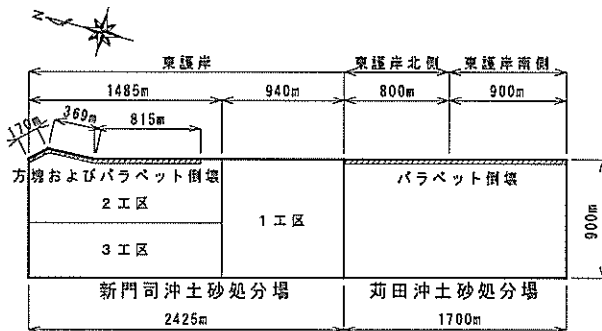 N
東護岸 東護岸北側 東護岸南側
1485m 940m 800m 900m
170m 369m 815m
方塊およびパラペット倒壊 パラペット倒壊
2工区
1工区
3工区
900m
新門司沖土砂処分場 苅田沖土砂処分場
2425m 1700m